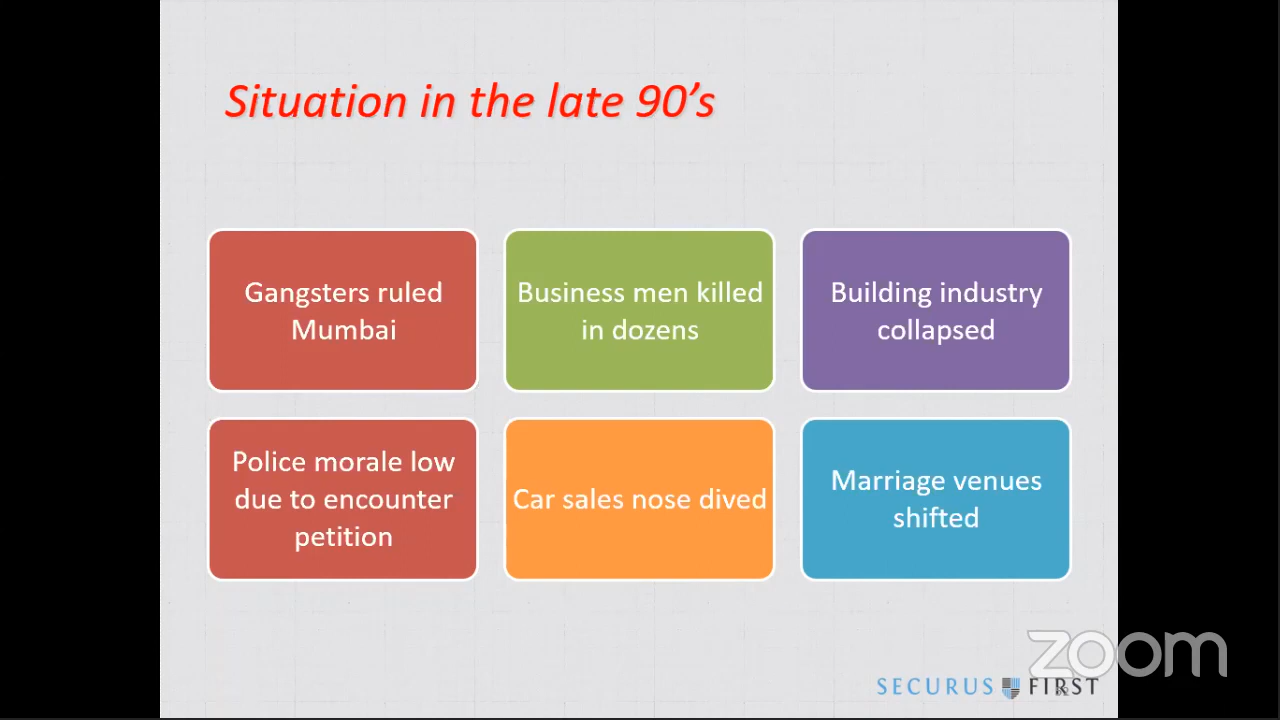 Situation in the late 90's
Gangsters ruled
Mumbai
Business men killed
in dozens
Building industry
collapsed
Police morale low
due to encounter
petition
Car sales nose dived
Marriage venues
shifted
zoom
SECURUS FIRST